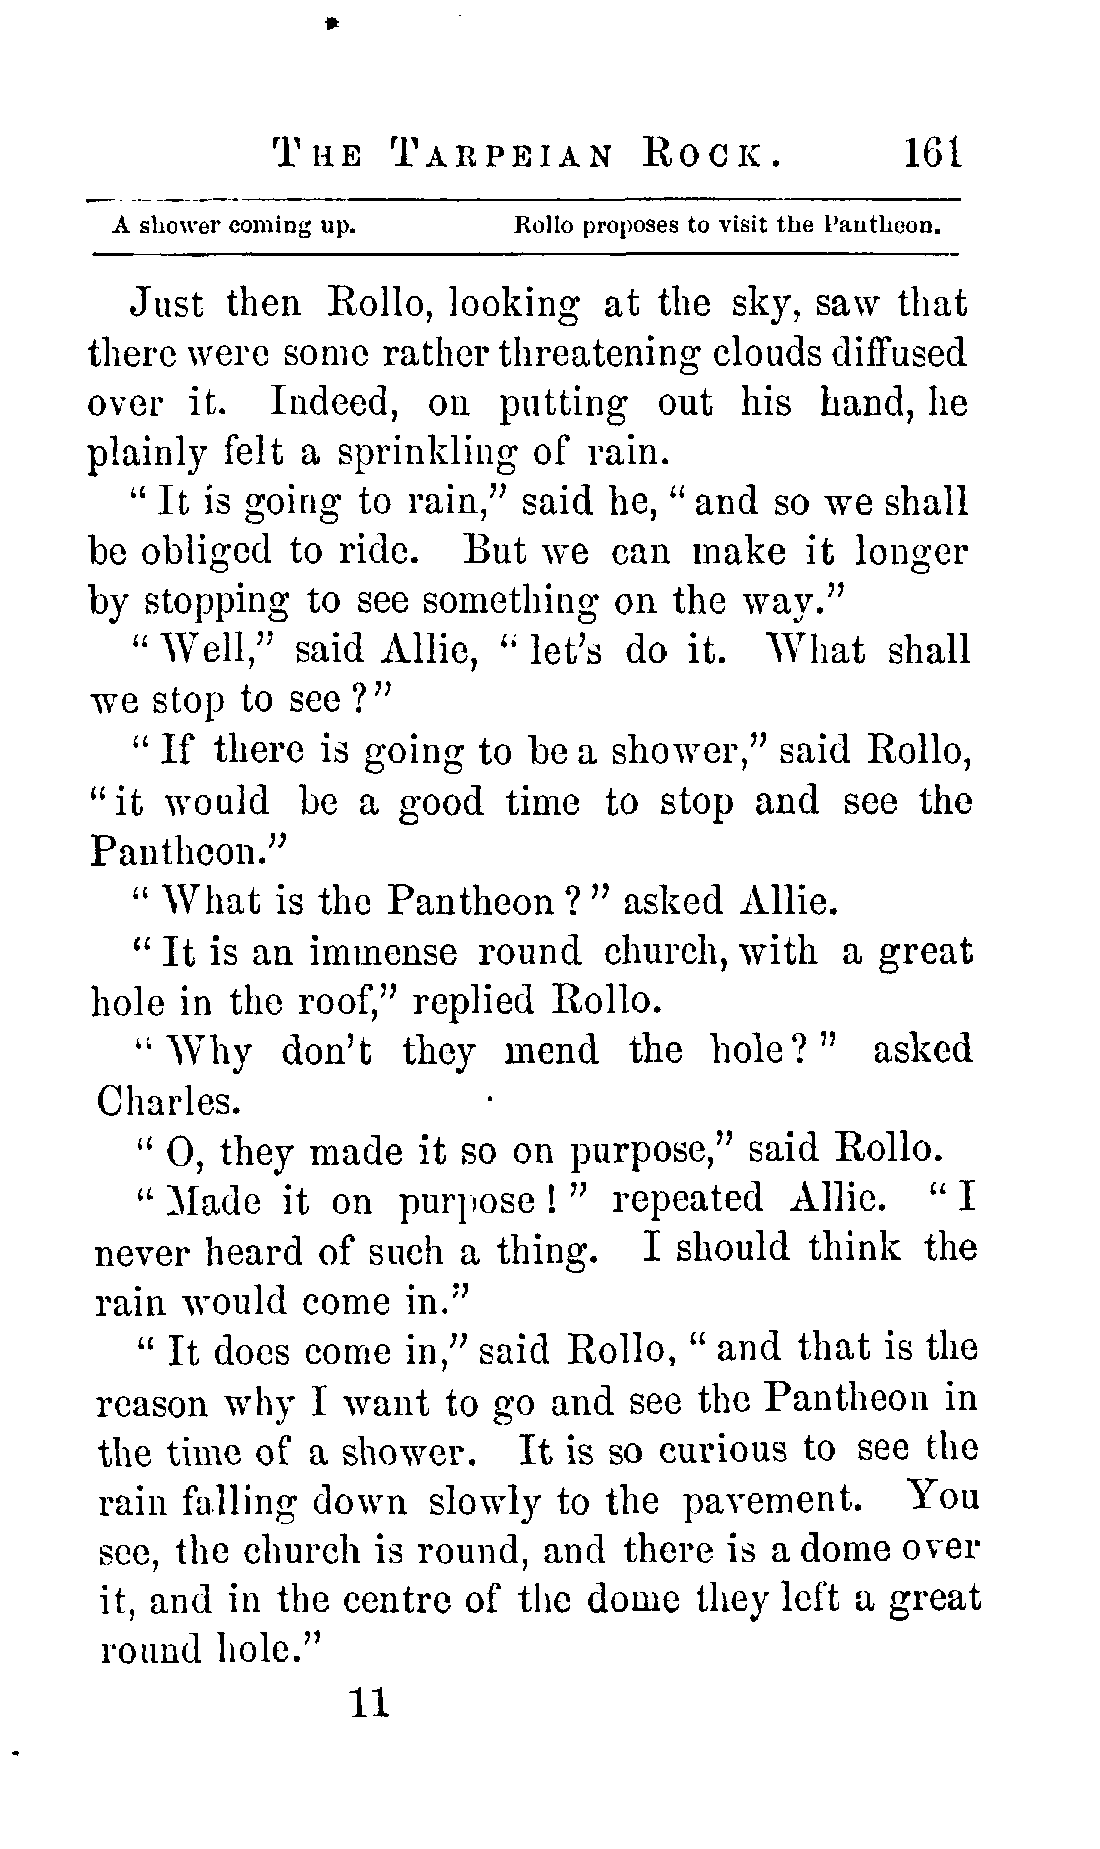 THE TARPEIAN ROCK. 161
A shower coming up. Rollo proposes to visit the Pantheon.
Just then Rollo, looking at the sky, saw that
there were some rather threatening clouds diffused
over it. Indeed, on putting out his hand, he
plainly felt a sprinkling of rain.
“It is going to rain,” said he, “and so we shall
be obliged to ride. But we can make it longer
by stopping to see something on the way.”
“Well,” said Allie, “let’s do it. What shall
we stop to see?”
“If there is going to be a shower,” said Rollo,
“it would be a good time to stop and see the
Pantheon.”
“What is the Pantheon?” asked Allie.
“It is an immense round church, with a great
hole in the roof,” replied Rollo.
“Why don’t they mend the hole?” asked
Charles.
“O, they made it so on purpose,” said Rollo.
“Made it on purpose!” repeated Allie. “I
never heard of such a thing. I should think the
rain would come in.”
“It does come in,” said Rollo, “and that is the
reason why I want to go and see the Pantheon in
the time of a shower. It is so curious to see the
rain falling down slowly to the pavement. You
see, the church is round, and there is a dome over
it, and in the centre of the dome they left a great
round hole.”
11